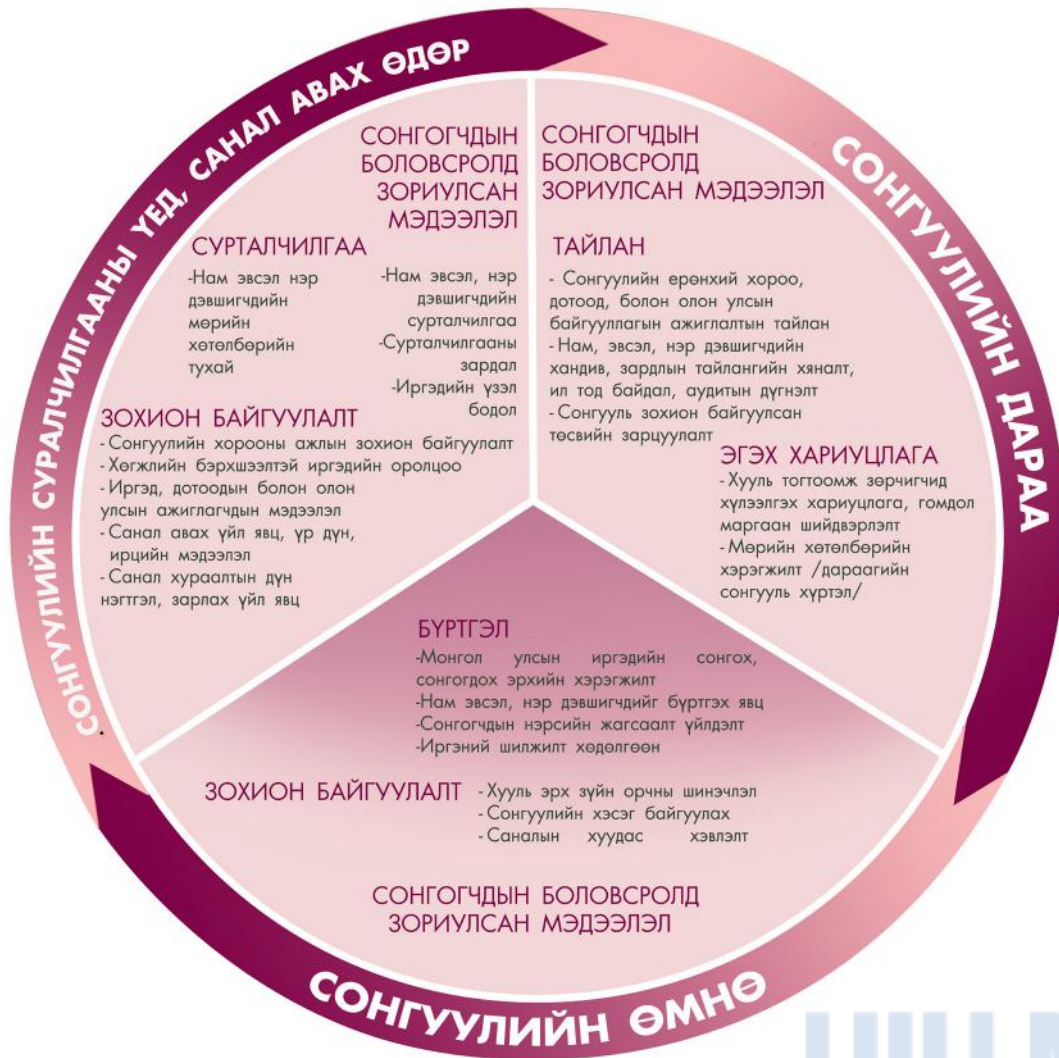 СОНГУУЛИЙН СУРАЛЧИЛГААНЫ ҮЕД, САНАЛ АВАХ ӨДӨР
СОНГОГЧДЫН
БОЛОВСРОЛД
ЗОРИУЛСАН
МЭДЭЭЛЭЛ
СУРТАЛЧИЛГАА
-Нам эвсэл нэр
дэвшигчдийн
мөрийн
хөтөлбөрийн
тухай
-Нам эвсэл, нэр
дэвшигчдийн
сурталчилгаа
-Сурталчилгааны
зардал
-Иргэдийн үзэл
бодол
ЗОХИОН БАЙГУУЛАЛТ
- Сонгуулийн хорооны ажлын зохион байгуулалт
- Хөгжлийн бэрхшээлтэй иргэдийн оролцоо
- Иргэд, дотоодын болон олон
улсын ажиглагчдын мэдээлэл
- Санал авах үйл явц, үр дүн,
ирцийн мэдээлэл
- Санал хураалтын дүн
нэгтгэл, зарлах үйл явц
СОНГУУЛИЙН ДАРАА
СОНГОГЧДЫН
БОЛОВСРОЛД
ЗОРИУЛСАН МЭДЭЭЛЭЛ
ТАЙЛАН
- Сонгуулийн ерөнхий хороо,
дотоод, болон олон улсын
байгууллагын ажиглалтын тайлан
- Нам, эвсэл, нэр дэвшигчдийн
хандив, зардлын тайлангийн хяналт,
ил тод байдал, аудитын дүгнэлт
- Сонгууль зохион байгуулсан
төсвийн зарцуулалт
ЭГЭХ ХАРИУЦЛАГА
- Хууль тогтоомж зөрчигчид
хүлээлгэх хариуцлага, гомдол
маргаан шийдвэрлэлт
- Мөрийн хөтөлбөрийн
хэрэгжилт /дараагийн
сонгууль хүртэл/
БҮРТГЭЛ
-Монгол улсын иргэдийн сонгох,
сонгогдох эрхийн хэрэгжилт
-Нам эвсэл, нэр дэвшигчдийг бүртгэх явц
-Сонгогчдын нэрсийн жагсаалт үйлдэлт
-Иргэний шилжилт хөдөлгөөн
ЗОХИОН БАЙГУУЛАЛТ
- Хууль эрх зүйн орчны шинэчлэл
- Сонгуулийн хэсэг байгуулах
- Саналын хуудас хэвлэлт
СОНГОГЧДЫН БОЛОВСРОЛД
ЗОРИУЛСАН МЭДЭЭЛЭЛ
СОНГУУЛИЙН ӨМНӨ